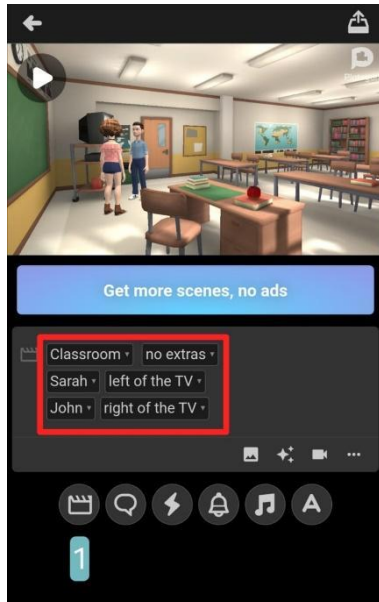 Get more scenes, no ads
Classroom no extras
Sarah left of the TV
John right of the TV
A
1